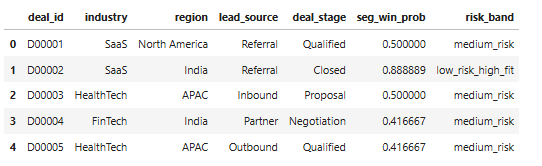 deal_id industry region lead_source deal_stage seg_win_prob risk_band
0 D00001 SaaS North America Referral Qualified 0.500000 medium_risk
1 D00002 SaaS India Referral Closed 0.888889 low_risk_high_fit
2 D00003 HealthTech APAC Inbound Proposal 0.500000 medium_risk
3 D00004 FinTech India Partner Negotiation 0.416667 medium_risk
4 D00005 HealthTech APAC Outbound Qualified 0.416667 medium_risk